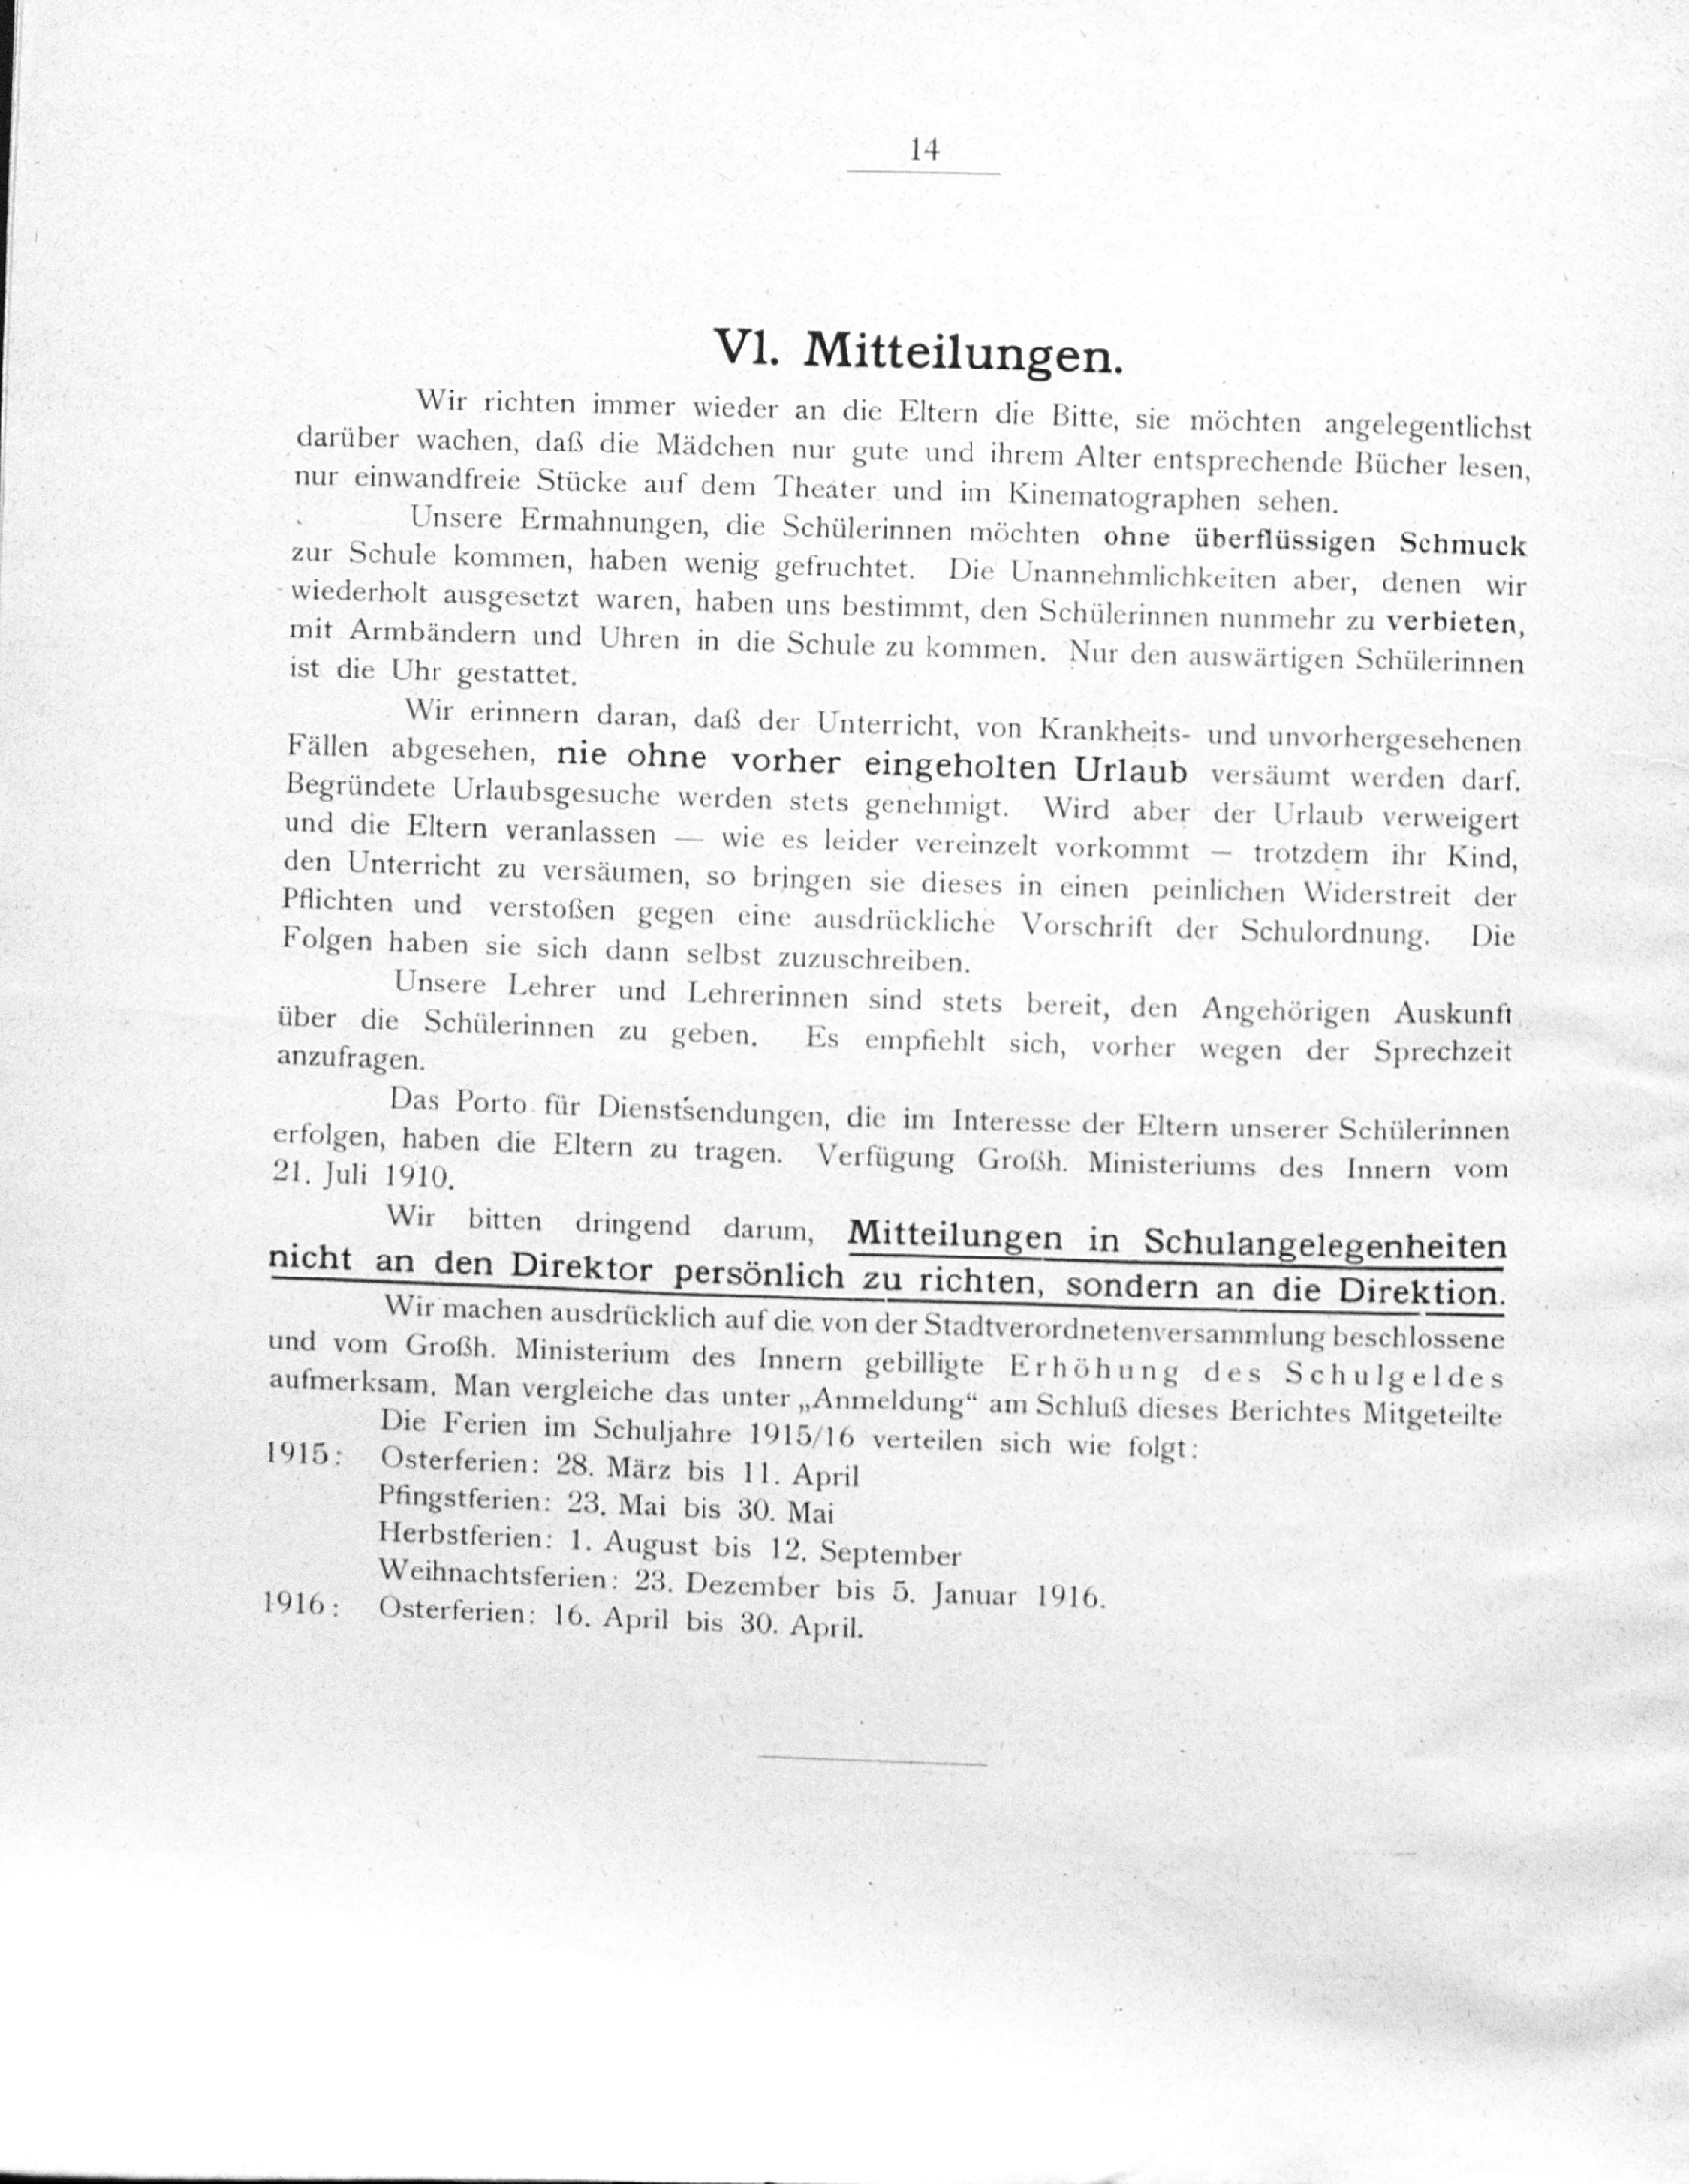 14
VI. Mitteilungen.
Wir richten immer wieder an die Eltern die Bitte, sie möchten angelegentlichst
darüber wachen, daß die Mädchen nur gute und ihrem Alter entsprechende Bücher lesen,
nur einwandfreie Stücke auf dem Theater und im Kinematographen sehen.
Unsere Ermahnungen, die Schülerinnen möchten ohne überflüssigen Schmuck
zur Schule kommen, haben wenig gefruchtet. Die Unannehmlichkeiten aber, denen wir
wiederholt ausgesetzt waren, haben uns bestimmt, den Schülerinnen nunmehr zu verbieten,
mit Armbändern und Uhren in die Schule zu kommen. Nur den auswärtigen Schülerinnen
ist die Uhr gestattet.
Wir erinnern daran, daß der Unterricht, von Krankheits- und unvorhergesehenen
Fällen abgesehen, nie ohne vorher eingeholten Urlaub versäumt werden darf.
Begründete Urlaubsgesuche werden stets genehmigt. Wird aber der Urlaub verweigert
und die Eltern veranlassen — wie es leider vereinzelt vorkommt — trotzdem ihr Kind,
den Unterricht zu versäumen, so bringen sie dieses in einen peinlichen Widerstreit der
Pflichten und verstoßen gegen eine ausdrückliche Vorschrift der Schulordnung. Die
Folgen haben sie sich dann selbst zuzuschreiben.
Unsere Lehrer und Lehrerinnen sind stets bereit, den Angehörigen Auskunft
über die Schülerinnen zu geben. Es empfiehlt sich, vorher wegen der Sprechzeit
anzufragen.
Das Porto für Dienstsendungen, die im Interesse der Eltern unserer Schülerinnen
erfolgen, haben die Eltern zu tragen. Verfügung Großh. Ministeriums des Innern vom
21. Juli 1910.
Wir bitten dringend darum, Mitteilungen in Schulangelegenheiten
nicht an den Direktor persönlich zu richten, sondern an die Direktion.
Wir machen ausdrücklich auf die von der Stadtverordnetenversammlung beschlossene
und vom Großh. Ministerium des Innern gebilligte Erhöhung des Schulgeldes
aufmerksam. Man vergleiche das unter „Anmeldung“ am Schluß dieses Berichtes Mitgeteilte
Die Ferien im Schuljahre 1915/16 verteilen sich wie folgt:
1915: Osterferien: 28. März bis 11. April
Pfingstferien: 23. Mai bis 30. Mai
Herbstferien: 1. August bis 12. September
Weihnachtsferien: 23. Dezember bis 5. Januar 1916.
1916: Osterferien: 16. April bis 30. April.